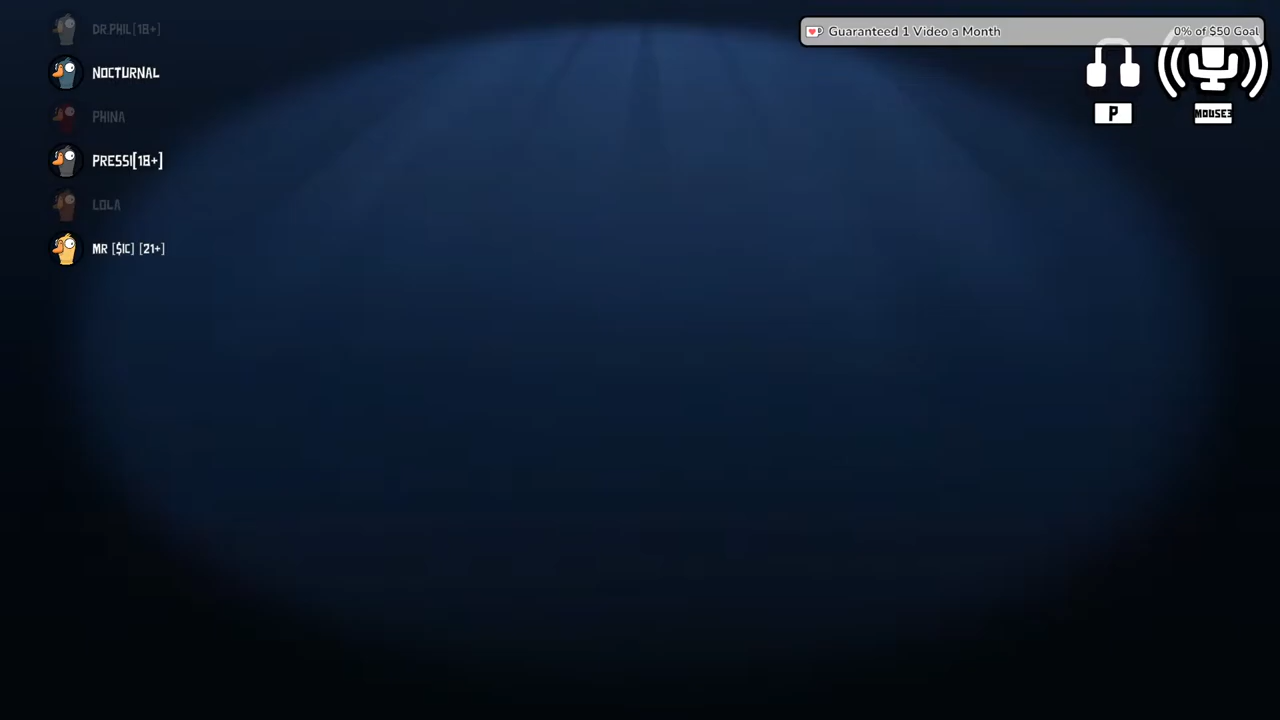 DR.PHIL [18+]
Guaranteed 1 Video a Month 0% of $50 Goal
NOCTURNAL
PHINA
P
MOUSE3
PRESSI[18+]
LOLA
MR [$IC] [21+]